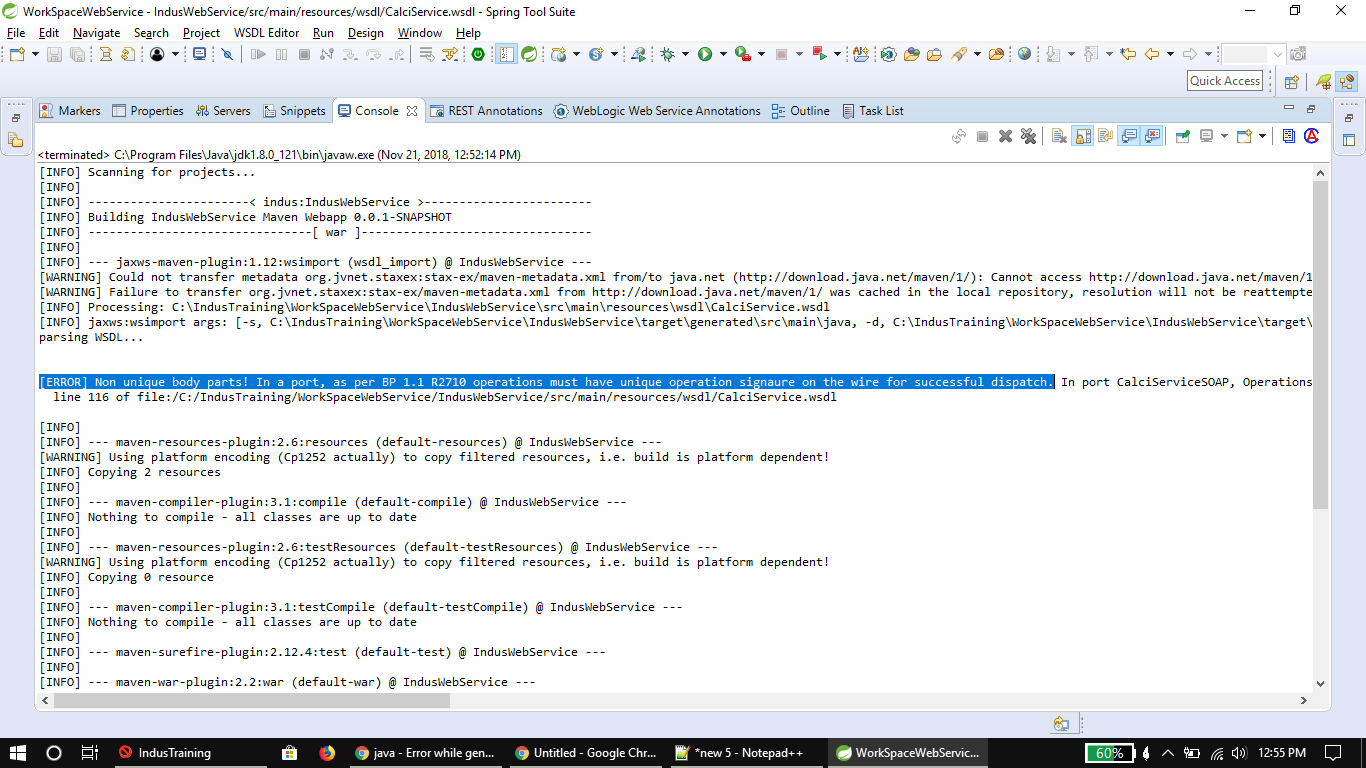 WorkSpaceWebService - IndusWebService/src/main/resources/wsdl/CalciService.wsdl - Spring Tool Suite
File Edit Navigate Search Project WSDL Editor Run Design Window Help
Quick Access
Markers Properties Servers Snippets Console REST Annotations WebLogic Web Service Annotations Outline Task List
<terminated> C:\Program Files\Java\jdk1.8.0_121\bin\javaw.exe (Nov 21, 2018, 12:52:14 PM)
[INFO] Scanning for projects...
[INFO]
[INFO] -----------------------< indus:IndusWebService >------------------------
[INFO] Building IndusWebService Maven Webapp 0.0.1-SNAPSHOT
[INFO] --------------------------------[ war ]---------------------------------
[INFO]
[INFO] --- jaxws-maven-plugin:1.12:wsimport (wsdl_import) @ IndusWebService ---
[WARNING] Could not transfer metadata org.jvnet.staxex:stax-ex/maven-metadata.xml from/to java.net (http://download.java.net/maven/1/): Cannot access http://download.java.net/maven/1
[WARNING] Failure to transfer org.jvnet.staxex:stax-ex/maven-metadata.xml from http://download.java.net/maven/1/ was cached in the local repository, resolution will not be reattempte
[INFO] Processing: C:\IndusTraining\WorkSpaceWebService\IndusWebService\src\main\resources\wsdl\CalciService.wsdl
[INFO] jaxws:wsimport args: [-s, C:\IndusTraining\WorkSpaceWebService\IndusWebService\target\generated\src\main\java, -d, C:\IndusTraining\WorkSpaceWebService\IndusWebService\target\
parsing WSDL...
[ERROR] Non unique body parts! In a port, as per BP 1.1 R2710 operations must have unique operation signaure on the wire for successful dispatch. In port CalciServiceSOAP, Operations
line 116 of file:/C:/IndusTraining/WorkSpaceWebService/IndusWebService/src/main/resources/wsdl/CalciService.wsdl
[INFO]
[INFO] --- maven-resources-plugin:2.6:resources (default-resources) @ IndusWebService ---
[WARNING] Using platform encoding (Cp1252 actually) to copy filtered resources, i.e. build is platform dependent!
[INFO] Copying 2 resources
[INFO]
[INFO] --- maven-compiler-plugin:3.1:compile (default-compile) @ IndusWebService ---
[INFO] Nothing to compile - all classes are up to date
[INFO]
[INFO] --- maven-resources-plugin:2.6:testResources (default-testResources) @ IndusWebService ---
[WARNING] Using platform encoding (Cp1252 actually) to copy filtered resources, i.e. build is platform dependent!
[INFO] Copying 0 resource
[INFO]
[INFO] --- maven-compiler-plugin:3.1:testCompile (default-testCompile) @ IndusWebService ---
[INFO] Nothing to compile - all classes are up to date
[INFO]
[INFO] --- maven-surefire-plugin:2.12.4:test (default-test) @ IndusWebService ---
[INFO]
[INFO] --- maven-war-plugin:2.2:war (default-war) @ IndusWebService ---
IndusTraining java - Error while gen... Untitled - Google Chr... *new 5 - Notepad++ WorkSpaceWebServic... 60% 12:55 PM